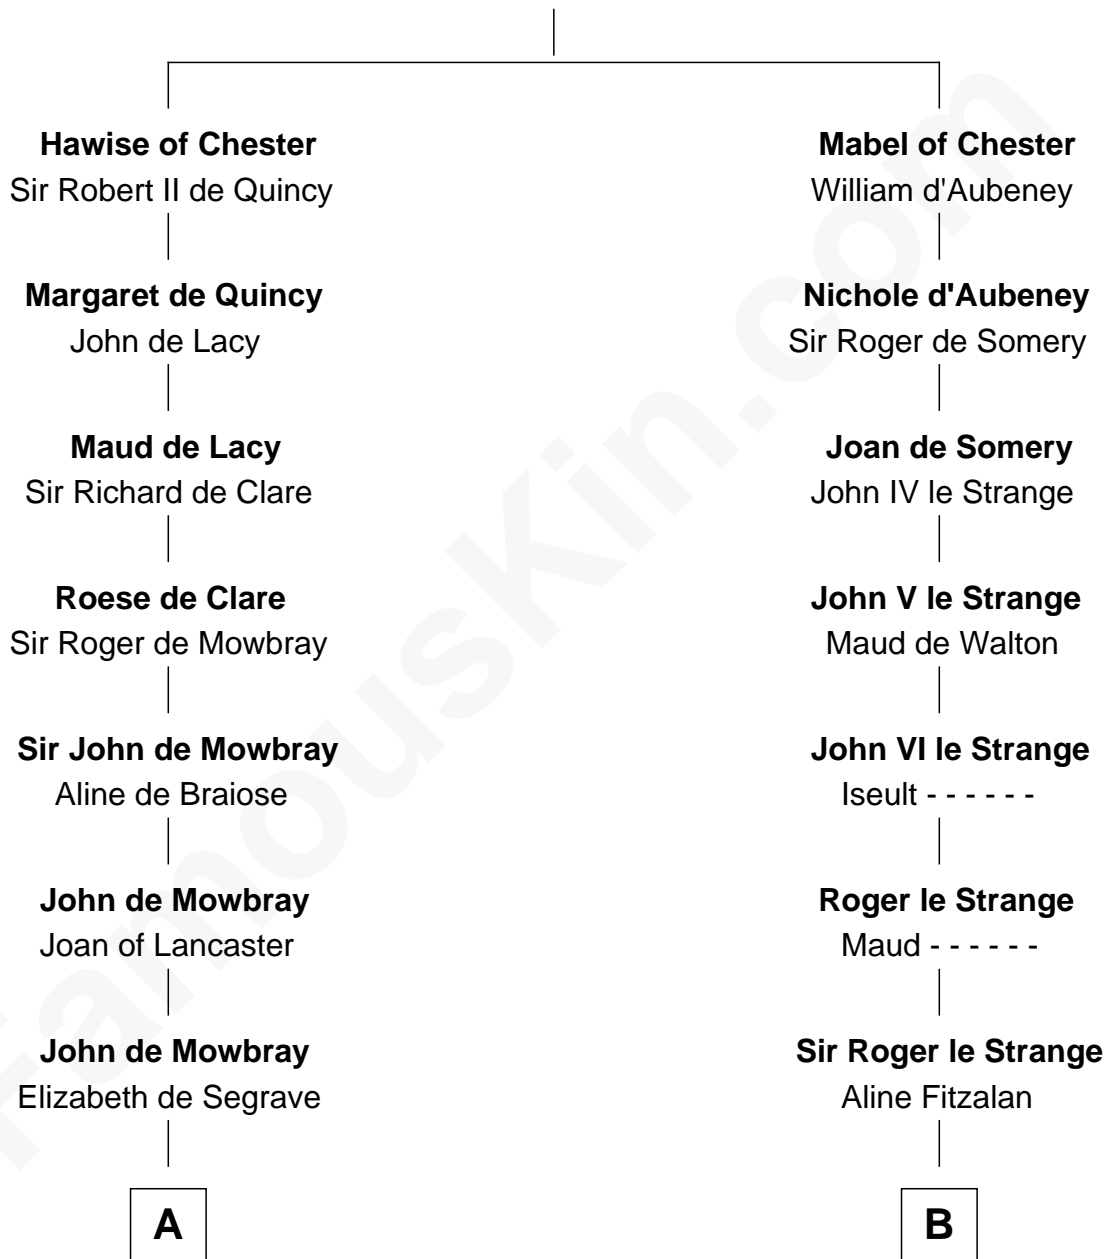 Hawise of Chester
Sir Robert II de Quincy
Margaret de Quincy
John de Lacy
Maud de Lacy
Sir Richard de Clare
Roese de Clare
Sir Roger de Mowbray
Sir John de Mowbray
Aline de Braiose
John de Mowbray
Joan of Lancaster
John de Mowbray
Elizabeth de Segrave
A
Mabel of Chester
William d'Aubeney
Nichole d'Aubeney
Sir Roger de Somery
Joan de Somery
John IV le Strange
John V le Strange
Maud de Walton
John VI le Strange
Iseult - - - - - -
Roger le Strange
Maud - - - - - -
Sir Roger le Strange
Aline Fitzalan
B
FamousKin.com